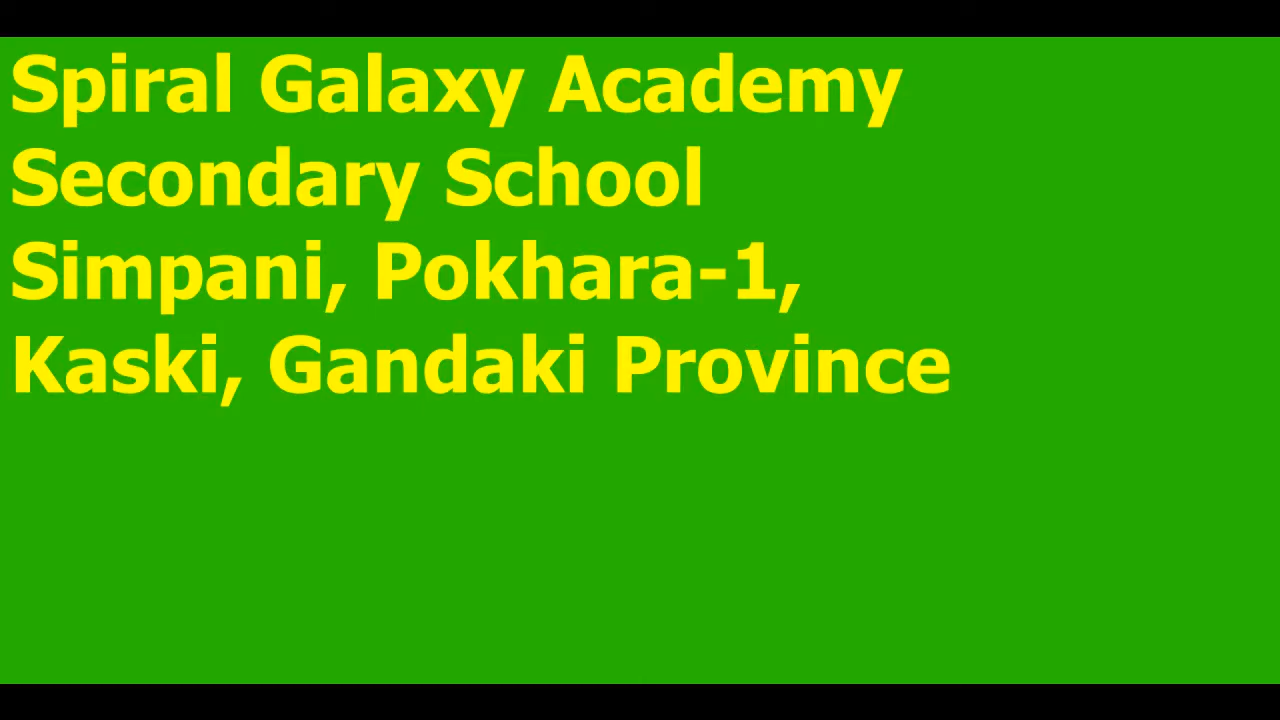 Spiral Galaxy Academy
Secondary School
Simpani, Pokhara-1,
Kaski, Gandaki Province